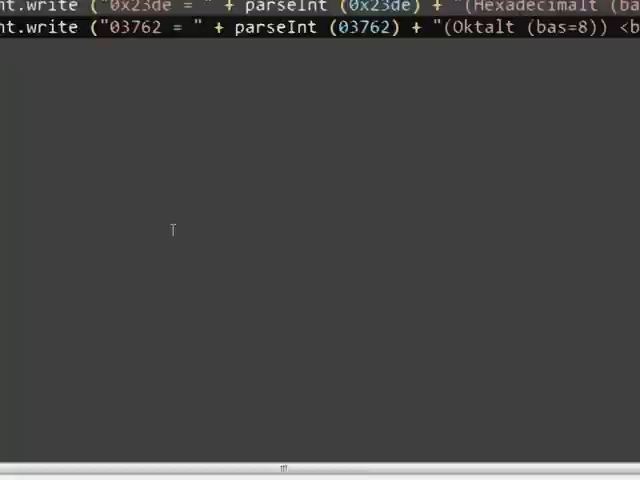 nt.write ("0x23de = " + parseInt (0x23de) + "(Hexadecimalt (ba
nt.write ("03762 = " + parseInt (03762) + "(Oktalt (bas=8)) <b